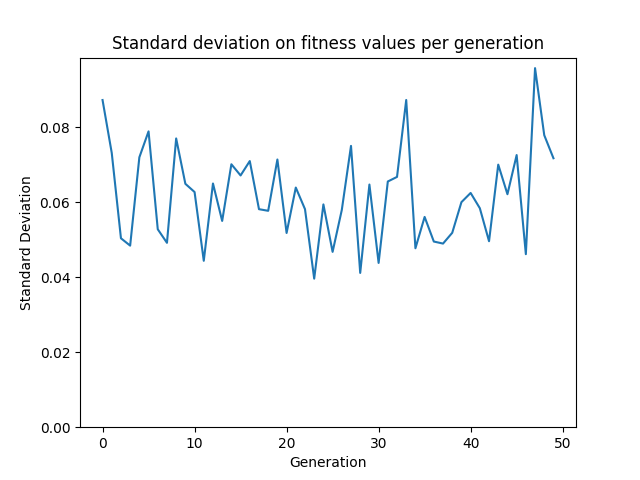 Standard deviation on fitness values per generation
Standard Deviation
0.08
0.06
0.04
0.02
0.00
0 10 20 30 40 50
Generation